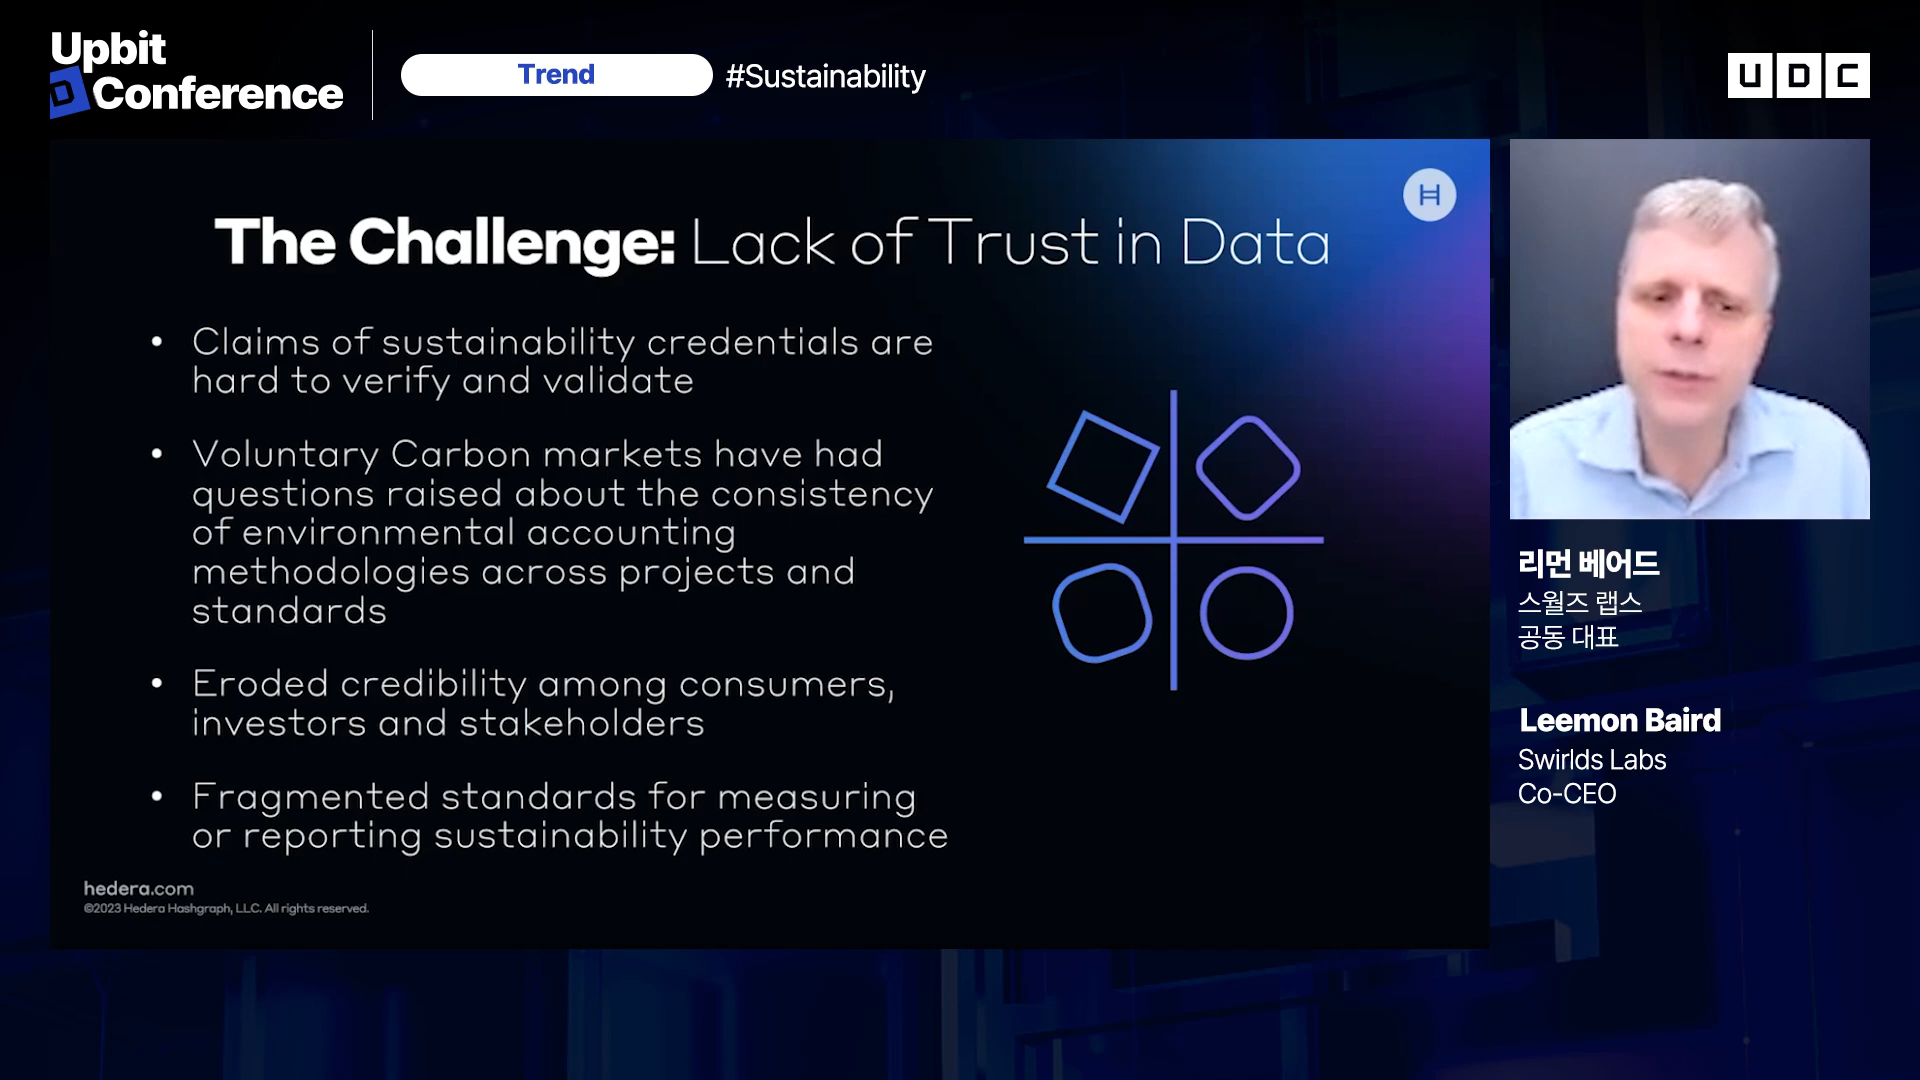 Upbit
D Conference
Trend
#Sustainability
UDC
H
The Challenge: Lack of Trust in Data
• Claims of sustainability credentials are
hard to verify and validate
• Voluntary Carbon markets have had
questions raised about the consistency
of environmental accounting
methodologies across projects and
standards
• Eroded credibility among consumers,
investors and stakeholders
• Fragmented standards for measuring
or reporting sustainability performance
hedera.com
©2023 Hedera Hashgraph, LLC. All rights reserved.
리먼 베어드
스월즈 랩스
공동 대표
Leemon Baird
Swirlds Labs
Co-CEO